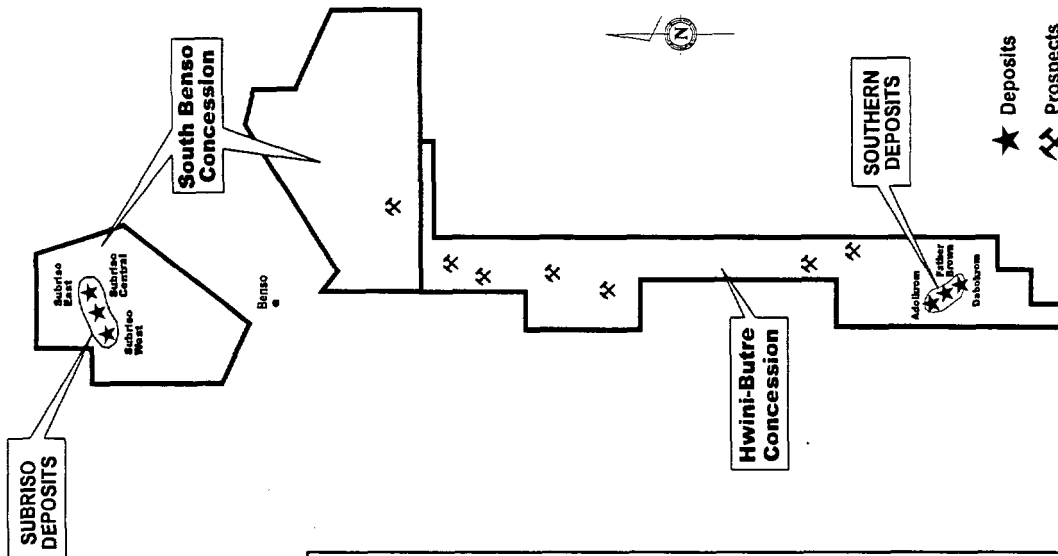 SUBRISO
DEPOSITS
South Benso
Concession
Subriso
East
Subriso
Central
Subriso
West
Benso
N
Hwini-Butre
Concession
SOUTHERN
DEPOSITS
Adoikrom
Father
Brown
Dabokrom
Deposits
Prospects